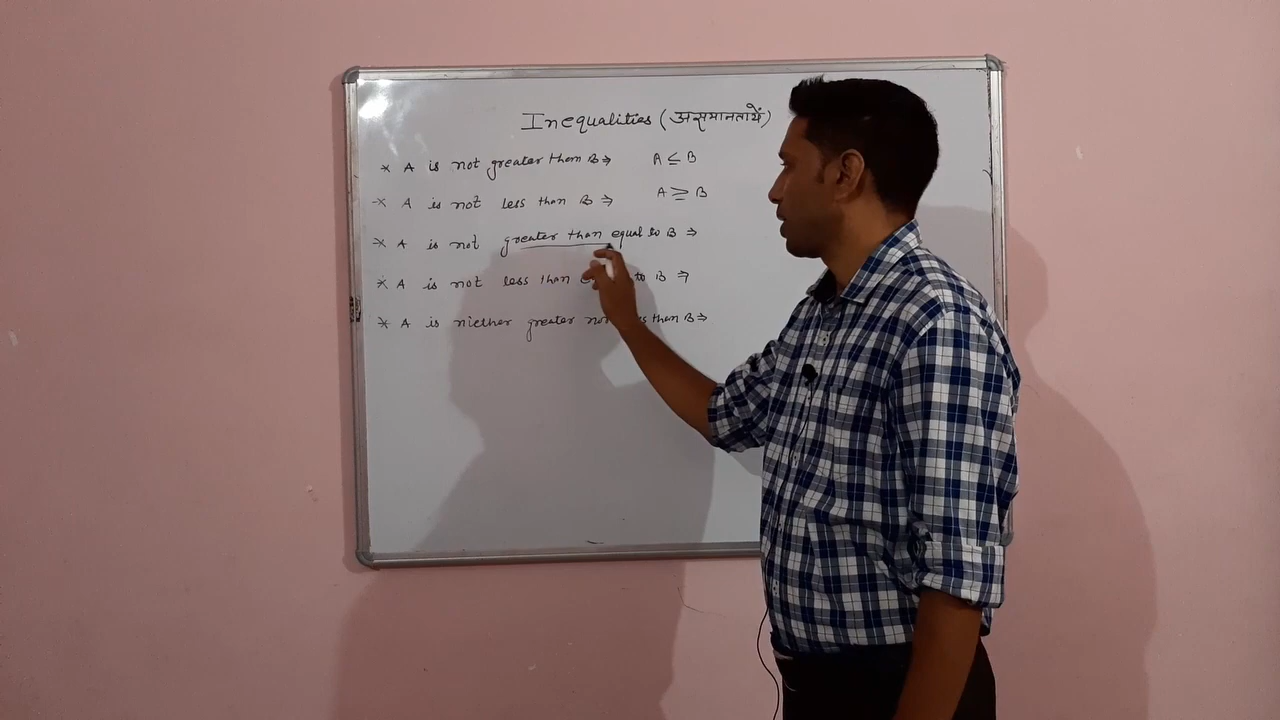 Inequalities (असमानतायें)
* A is not greater than B ⇒ A ≤ B
* A is not less than B ⇒ A ≥ B
* A is not greater than equal to B ⇒
* A is not less than to B ⇒
* A is niether greater nor than B ⇒